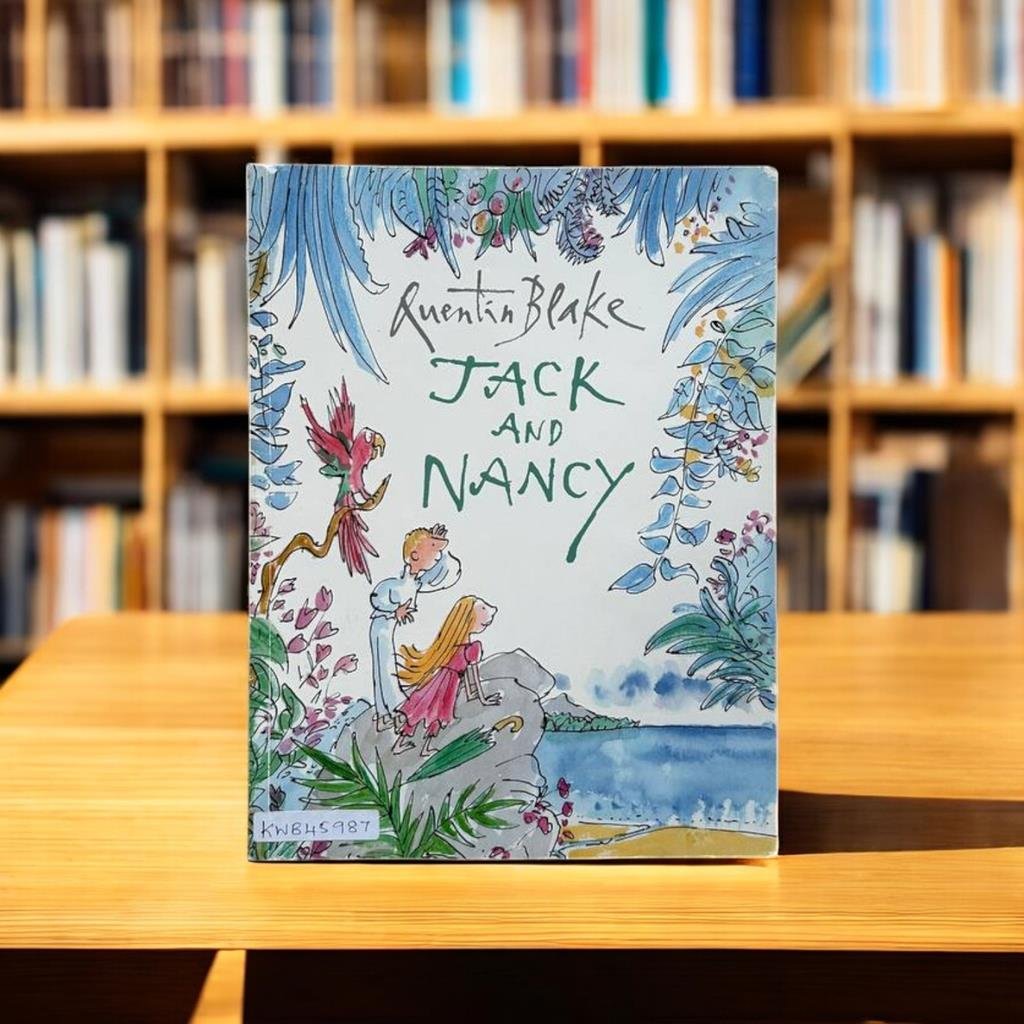 Quentin Blake
JACK
AND
NANCY
KWB45987